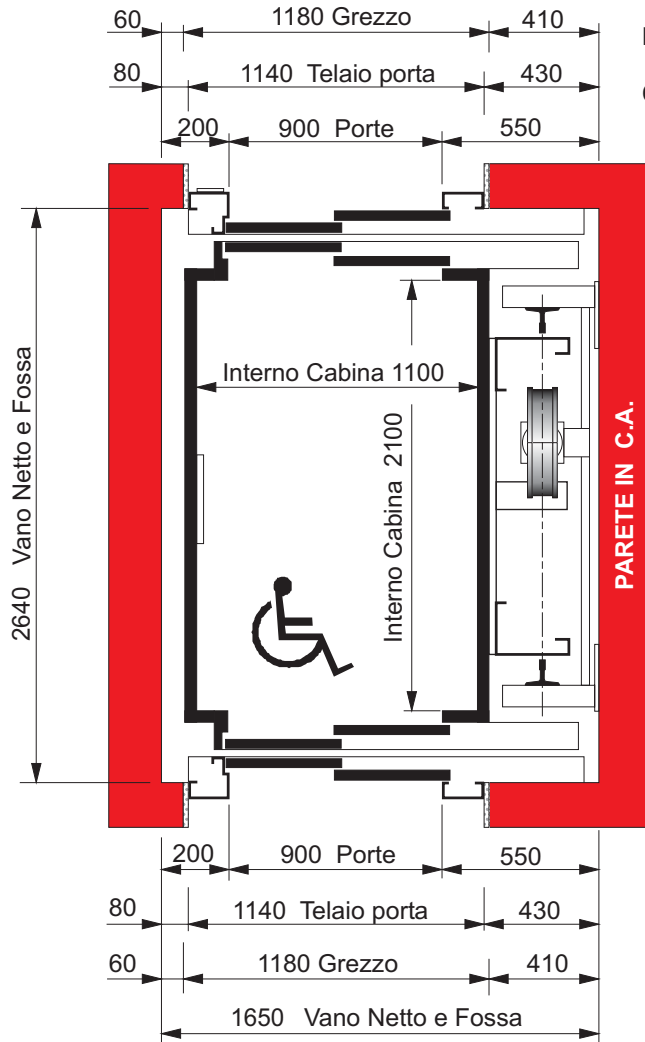 60 1180 Grezzo 410
80 1140 Telaio porta 430
200 900 Porte 550
2640 Vano Netto e Fossa
Interno Cabina 1100
Interno Cabina 2100
PARETE IN C.A.
200 900 Porte 550
80 1140 Telaio porta 430
60 1180 Grezzo 410
1650 Vano Netto e Fossa